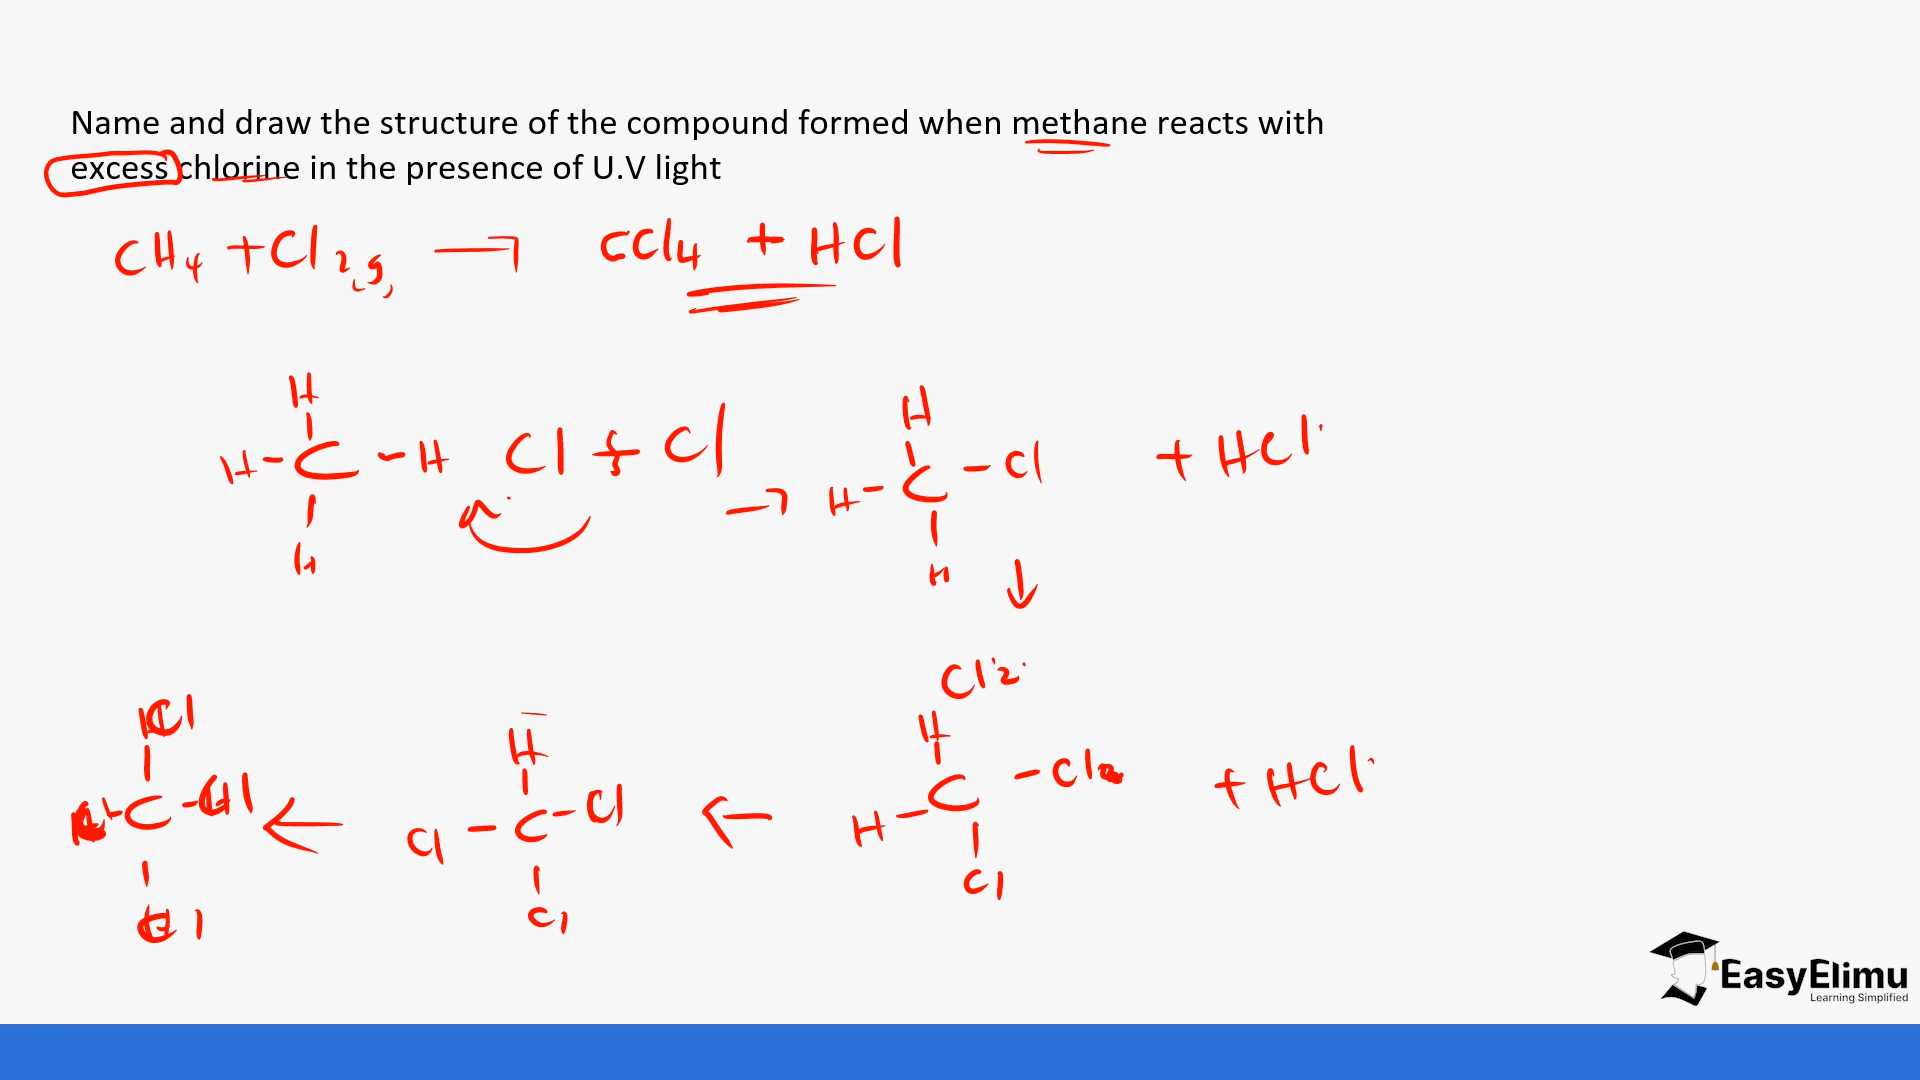 Name and draw the structure of the compound formed when methane reacts with
excess chlorine in the presence of U.V light
CH4 + Cl2(g) → CCl4 + HCl
H
H - C - H Cl + Cl → H - C - Cl + HCl
H
H
H
↓
Cl2
H
H - C - Cl + HCl
Cl
←
H
Cl - C - Cl
Cl
←
Cl
C - Cl
Cl
EasyElimu
Learning Simplified